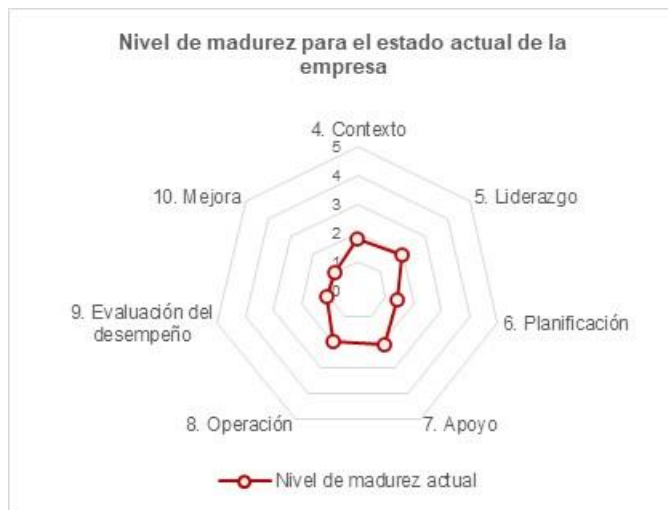 Nivel de madurez para el estado actual de la
empresa
4. Contexto
5
4
3
2
1
0
10. Mejora
5. Liderazgo
9. Evaluación del
desempeño
6. Planificación
8. Operación
7. Apoyo
Nivel de madurez actual